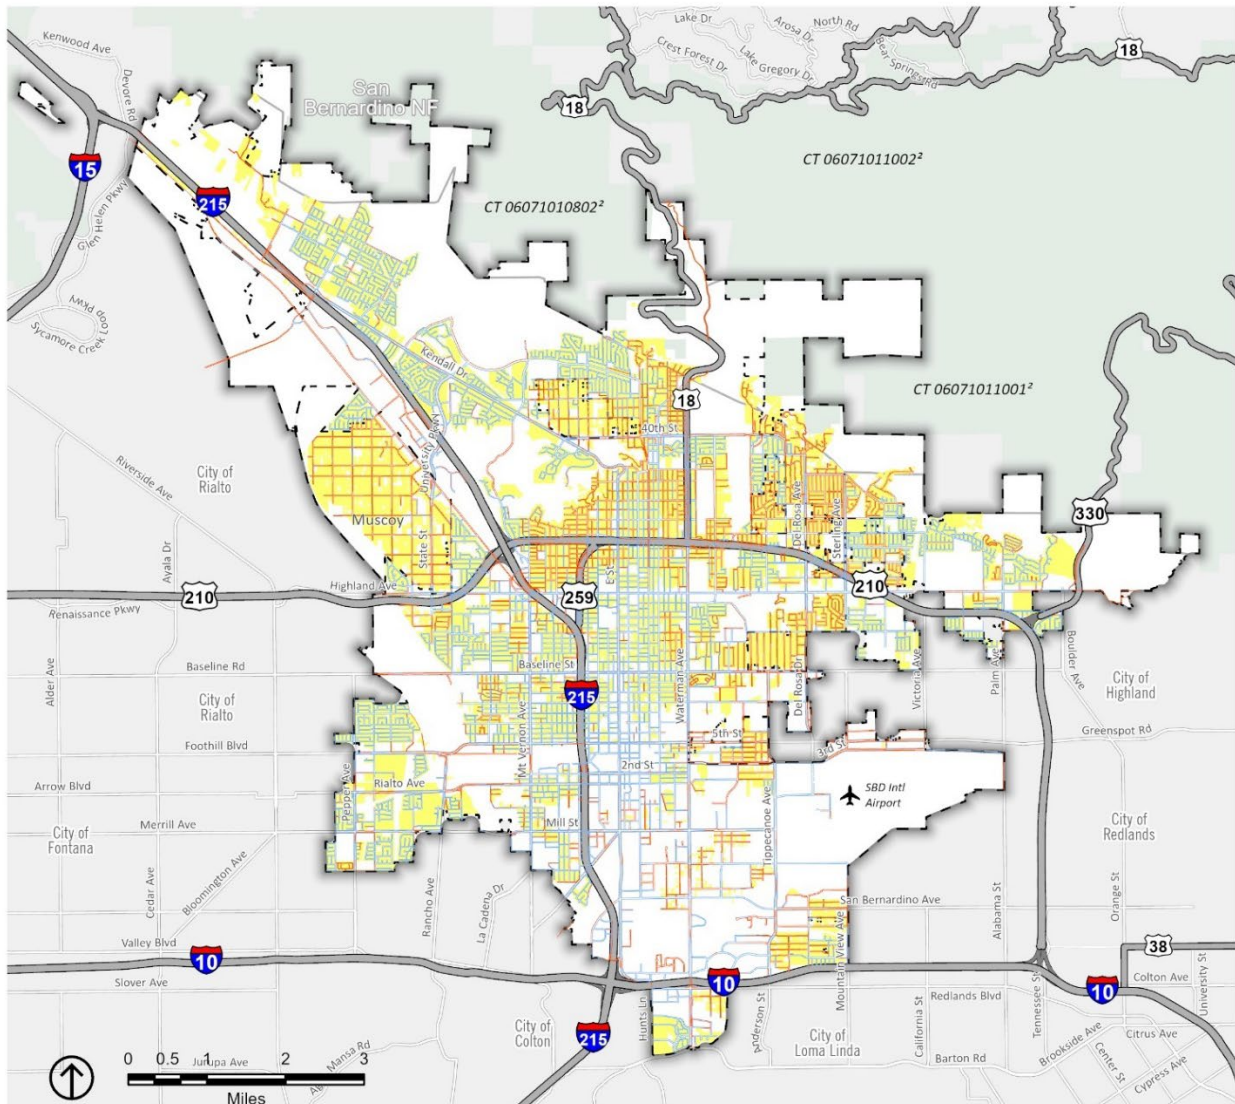 Lake Dr
Arosa Dr
North Rd
Kenwood Ave
Crest Forest Dr
Lake Gregory Dr
Bear Springs Rd
18
Devore Rd
San
Bernardino NF
18
15
CT 06071011002²
215
CT 06071010802²
Glen Helen Pkwy
Sycamore Creek Loop Pkwy
Kendall Dr
CT 06071011001²
18
40th St
University Pkwy
Riverside Ave
City of
Rialto
Muscoy
State St
Del Rosa Ave
Sterling Ave
330
Ayala Dr
Highland Ave
E St
210
259
210
Renaissance Pkwy
Baseline Rd
Baseline St
Alder Ave
Waterman Ave
Del Rosa Dr
Victoria Ave
Palm Ave
Boulder Ave
City of
Highland
215
City of
Rialto
Mt Vernon Ave
Foothill Blvd
5th St
3rd St
Greenspot Rd
2nd St
Arrow Blvd
Pepper Ave
Rialto Ave
SBD Intl
Airport
City of
Fontana
Merrill Ave
Mill St
Tippecanoe Ave
City of
Redlands
Cedar Ave
Bloomington Ave
Rancho Ave
La Cadena Dr
San Bernardino Ave
Mountain View Ave
Alabama St
Orange St
Valley Blvd
10
38
Slover Ave
10
Colton Ave
10
University St
Redlands Blvd
Hunts Ln
Anderson St
California St
Tennessee St
City of
Colton
215
City of
Loma Linda
Brookside Ave
Citrus Ave
Center St
Cypress Ave
Barton Rd
Jurupa Ave
0 0.5 1 2 3
Miles